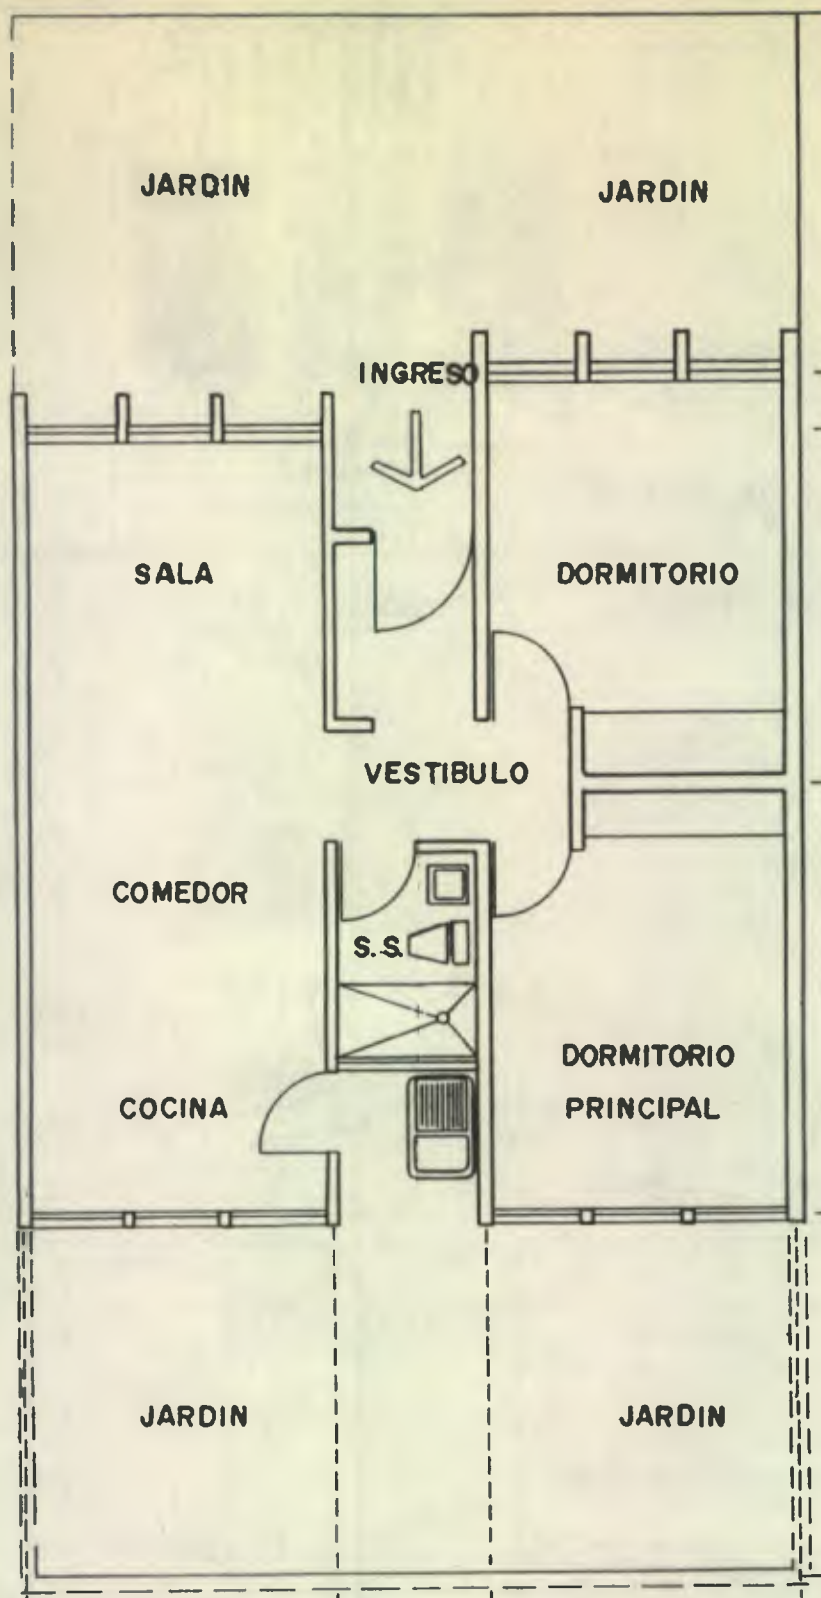 JARDIN
JARDIN
INGRESO
SALA
DORMITORIO
VESTIBULO
COMEDOR
S.S.
DORMITORIO
PRINCIPAL
COCINA
JARDIN
JARDIN